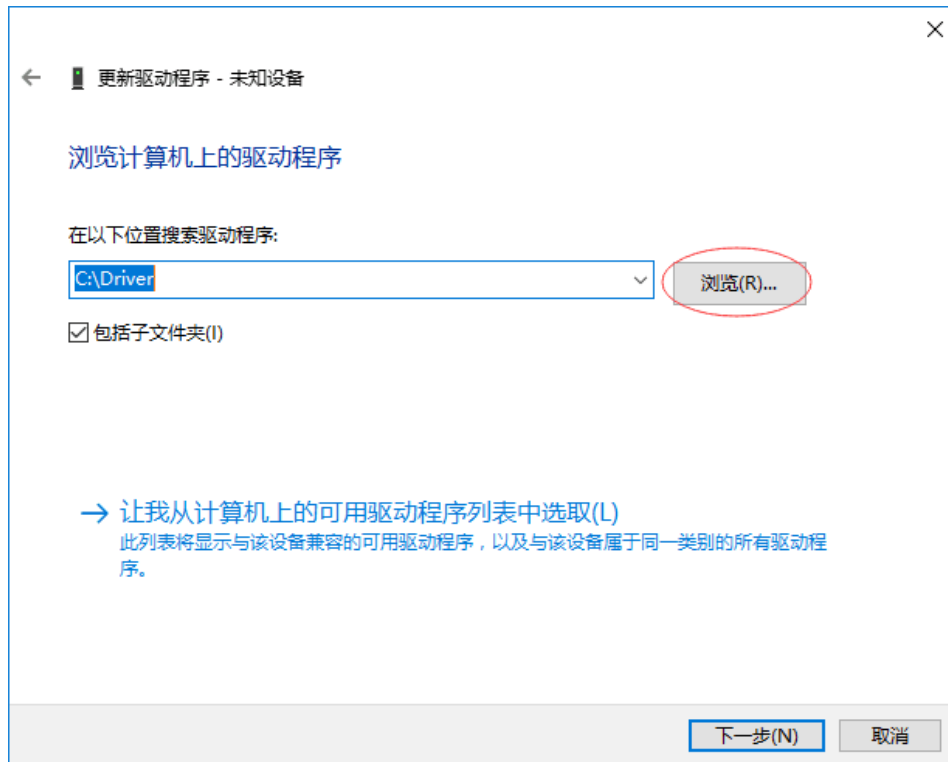 更新驱动程序 - 未知设备
浏览计算机上的驱动程序
在以下位置搜索驱动程序:
C:\Driver
浏览(R)...
包括子文件夹(I)
让我从计算机上的可用驱动程序列表中选取(L)
此列表将显示与该设备兼容的可用驱动程序，以及与该设备属于同一类别的所有驱动程
序。
下一步(N)
取消